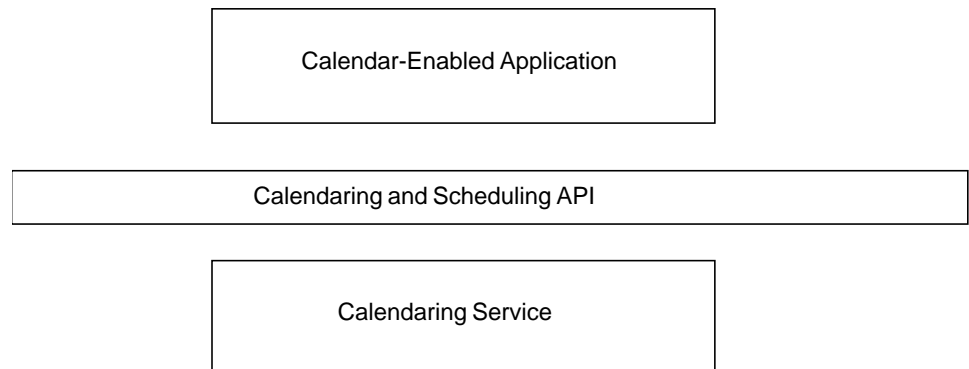 Calendar-Enabled Application
Calendaring and Scheduling API
Calendaring Service